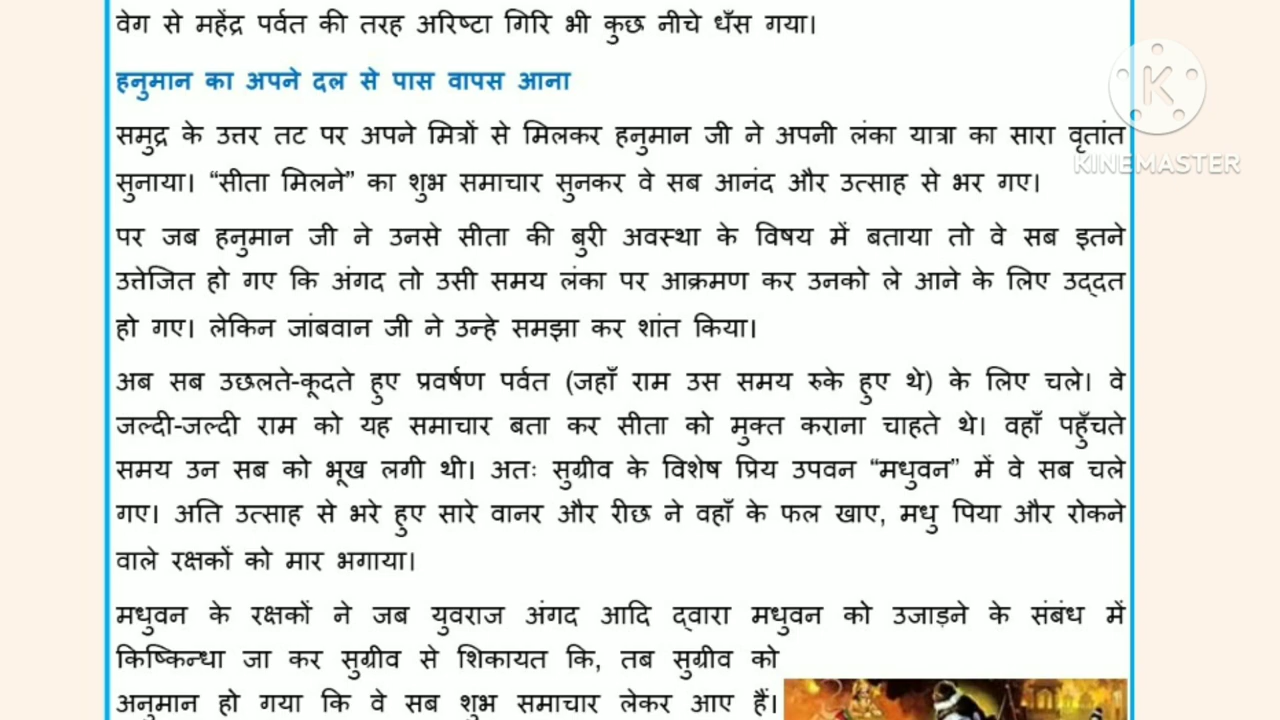 वेग से महेंद्र पर्वत की तरह अरिष्टा गिरि भी कुछ नीचे धँस गया।
हनुमान का अपने दल से पास वापस आना
समुद्र के उत्तर तट पर अपने मित्रों से मिलकर हनुमान जी ने अपनी लंका यात्रा का सारा वृतांत
सुनाया। “सीता मिलने” का शुभ समाचार सुनकर वे सब आनंद और उत्साह से भर गए।
पर जब हनुमान जी ने उनसे सीता की बुरी अवस्था के विषय में बताया तो वे सब इतने
उत्तेजित हो गए कि अंगद तो उसी समय लंका पर आक्रमण कर उनको ले आने के लिए उद्दत
हो गए। लेकिन जांबवान जी ने उन्हे समझा कर शांत किया।
अब सब उछलते-कूदते हुए प्रवर्षण पर्वत (जहाँ राम उस समय रुके हुए थे) के लिए चले। वे
जल्दी-जल्दी राम को यह समाचार बता कर सीता को मुक्त कराना चाहते थे। वहाँ पहुँचते
समय उन सब को भूख लगी थी। अतः सुग्रीव के विशेष प्रिय उपवन “मधुवन” में वे सब चले
गए। अति उत्साह से भरे हुए सारे वानर और रीछ ने वहाँ के फल खाए, मधु पिया और रोकने
वाले रक्षकों को मार भगाया।
मधुवन के रक्षकों ने जब युवराज अंगद आदि द्वारा मधुवन को उजाड़ने के संबंध में
किष्किन्धा जा कर सुग्रीव से शिकायत कि, तब सुग्रीव को
अनुमान हो गया कि वे सब शुभ समाचार लेकर आए हैं।
K
KINEMASTER